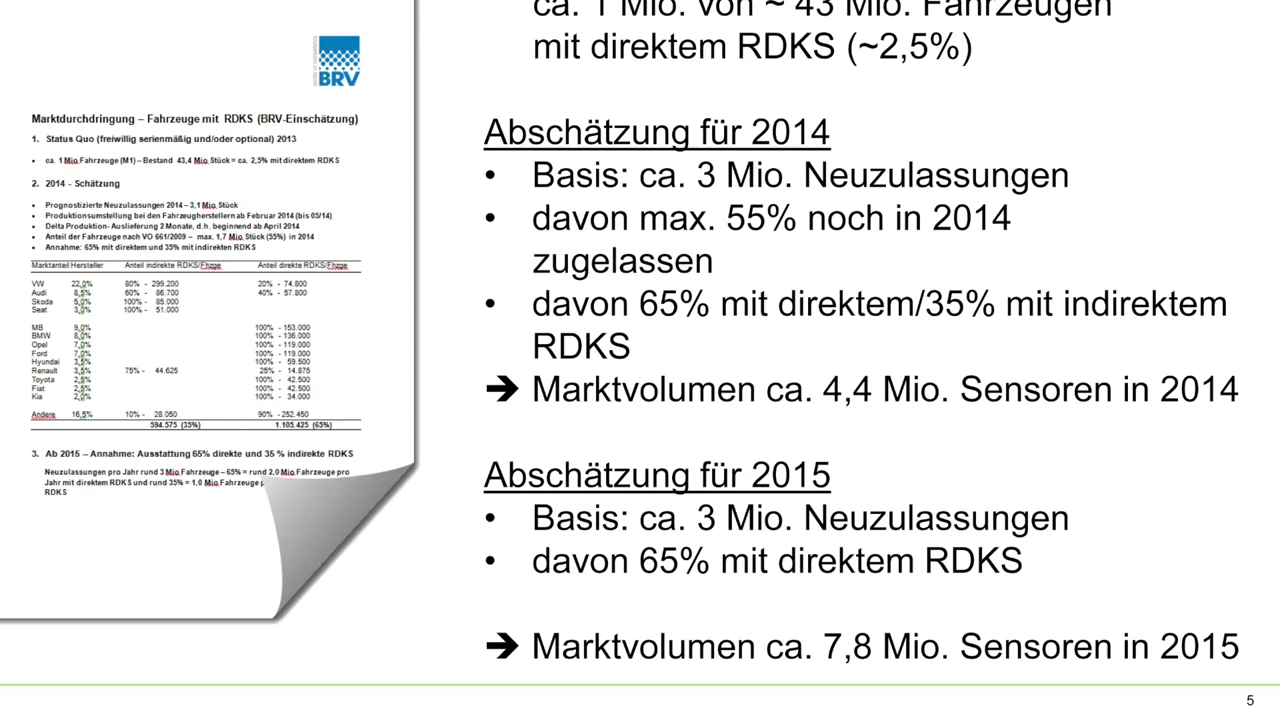 BRV
Marktdurchdringung – Fahrzeuge mit RDKS (BRV-Einschätzung)
1. Status Quo (freiwillig serienmäßig und/oder optional) 2013
• ca. 1 Mio Fahrzeuge (M1) – Bestand 43,4 Mio Stück = ca. 2,5% mit direktem RDKS
2. 2014 - Schätzung
• Prognostizierte Neuzulassungen 2014 – 3,1 Mio Stück
• Produktionsumstellung bei den Fahrzeugherstellern ab Februar 2014 (bis 05/14)
• Delta Produktion- Auslieferung 2 Monate, d.h. beginnend ab April 2014
• Anteil der Fahrzeuge nach VO 661/2009 – max. 1,7 Mio Stück (55%) in 2014
• Annahme: 65% mit direktem und 35% mit indirekten RDKS
Marktanteil Hersteller Anteil indirekte RDKS/Fhzge Anteil direkte RDKS/Fhzge
VW 22,0% 80% - 299.200 20% - 74.800
Audi 8,5% 60% - 86.700 40% - 57.800
Skoda 5,0% 100% - 85.000
Seat 3,0% 100% - 51.000
MB 9,0% 100% - 153.000
BMW 8,0% 100% - 136.000
Opel 7,0% 100% - 119.000
Ford 7,0% 100% - 119.000
Hyundai 3,5% 100% - 59.500
Renault 3,5% 75% - 44.625 25% - 14.875
Toyota 2,5% 100% - 42.500
Fiat 2,5% 100% - 42.500
Kia 2,0% 100% - 34.000
Andere 16,5% 10% - 28.050 90% - 252.450
594.575 (35%) 1.105.425 (65%)
3. Ab 2015 – Annahme: Ausstattung 65% direkte und 35 % indirekte RDKS
Neuzulassungen pro Jahr rund 3 Mio Fahrzeuge – 65% = rund 2,0 Mio Fahrzeuge pro
Jahr mit direktem RDKS und rund 35% = 1,0 Mio Fahrzeuge
RDKS
ca. 1 Mio. von ~ 43 Mio. Fahrzeugen
mit direktem RDKS (~2,5%)
Abschätzung für 2014
• Basis: ca. 3 Mio. Neuzulassungen
• davon max. 55% noch in 2014
zugelassen
• davon 65% mit direktem/35% mit indirektem
RDKS
➔ Marktvolumen ca. 4,4 Mio. Sensoren in 2014
Abschätzung für 2015
• Basis: ca. 3 Mio. Neuzulassungen
• davon 65% mit direktem RDKS
➔ Marktvolumen ca. 7,8 Mio. Sensoren in 2015
5